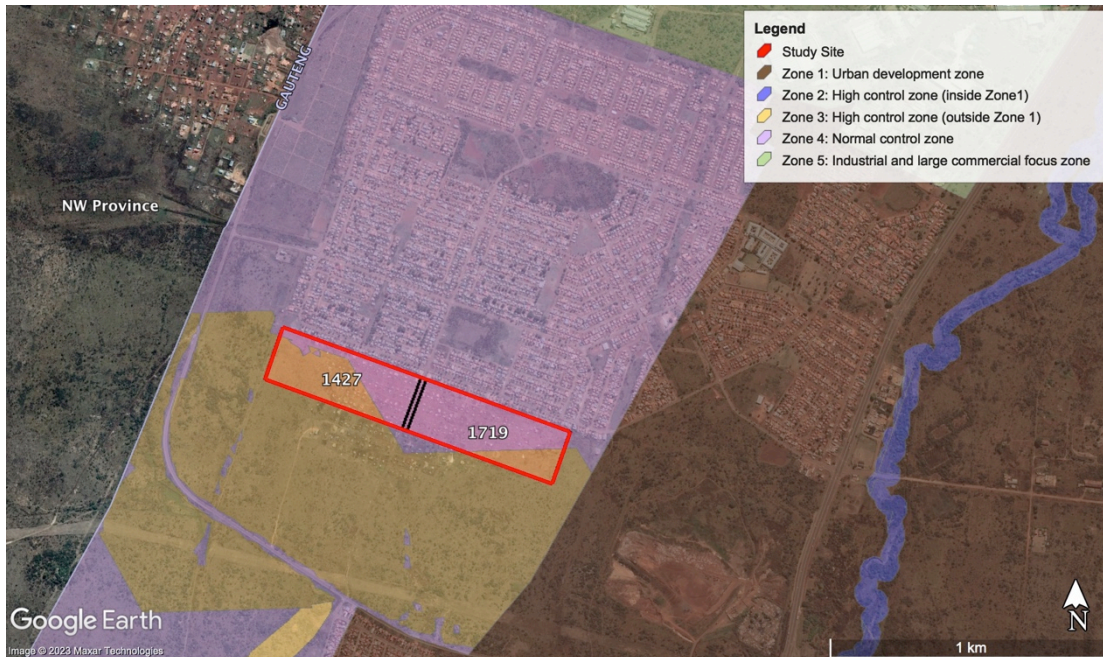 Legend
Study Site
Zone 1: Urban development zone
Zone 2: High control zone (inside Zone1)
Zone 3: High control zone (outside Zone 1)
Zone 4: Normal control zone
Zone 5: Industrial and large commercial focus zone
GAUTENG
NW Province
1427
1719
Google Earth
Image © 2023 Maxar Technologies
1 km
N